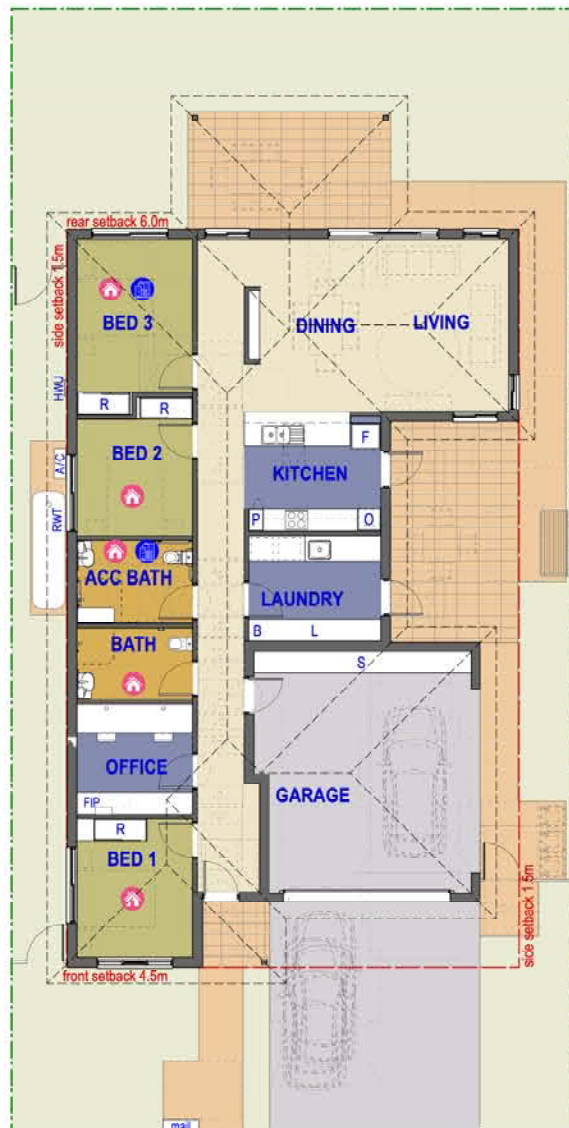 rear setback 6.0m
side setback 1.5m
BED 3
DINING
LIVING
HWU
R
R
BED 2
F
A/C
KITCHEN
RWT
P
O
ACC BATH
LAUNDRY
B
L
BATH
S
OFFICE
GARAGE
FIP
R
BED 1
side setback 1.5m
front setback 4.5m
mail